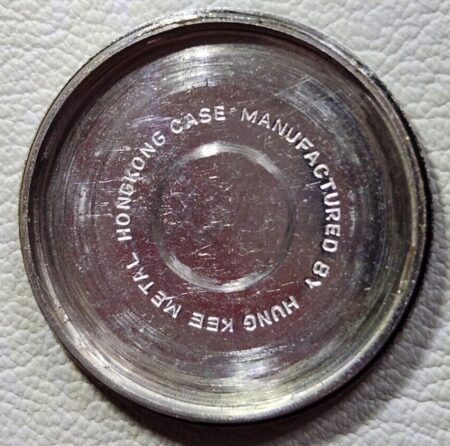 CASE MANUFACTURED BY HUNG KEE METAL HONGKONG